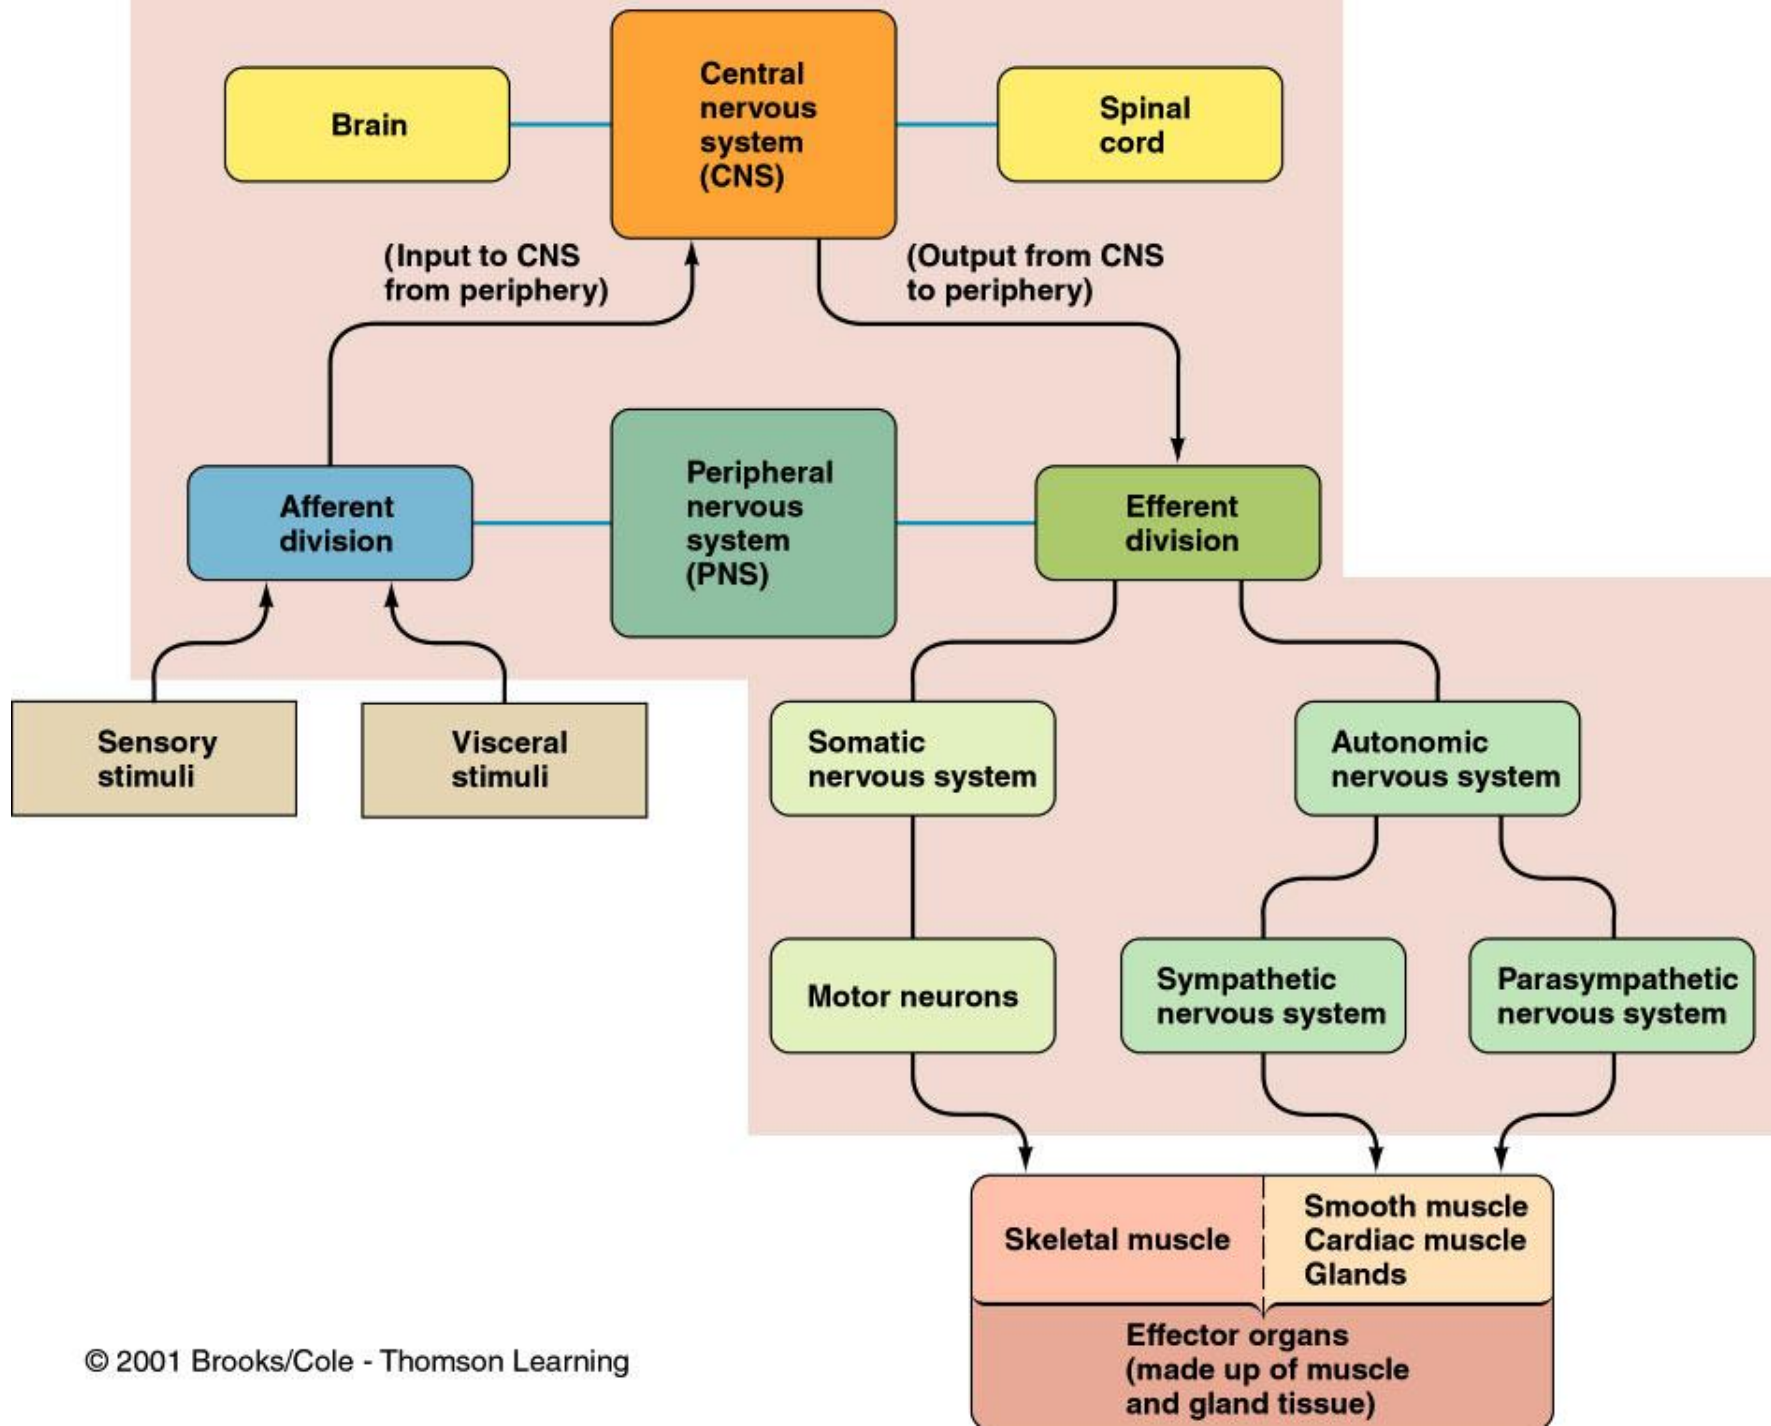 Central
nervous
system
(CNS)
Brain
Spinal
cord
(Input to CNS
from periphery)
(Output from CNS
to periphery)
Peripheral
nervous
system
(PNS)
Afferent
division
Efferent
division
Sensory
stimuli
Visceral
stimuli
Somatic
nervous system
Autonomic
nervous system
Motor neurons
Sympathetic
nervous system
Parasympathetic
nervous system
Skeletal muscle
Smooth muscle
Cardiac muscle
Glands
Effector organs
(made up of muscle
and gland tissue)
© 2001 Brooks/Cole - Thomson Learning